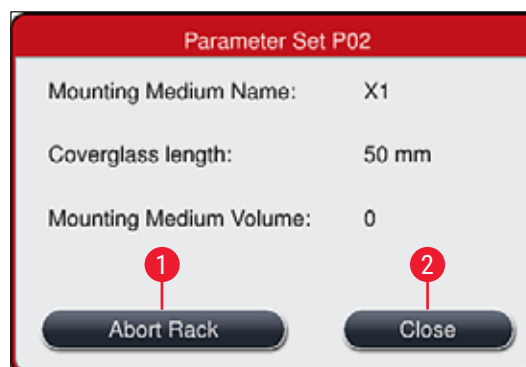 Parameter Set P02
Mounting Medium Name: X1
Coverglass length: 50 mm
Mounting Medium Volume: 0
1 2
Abort Rack Close